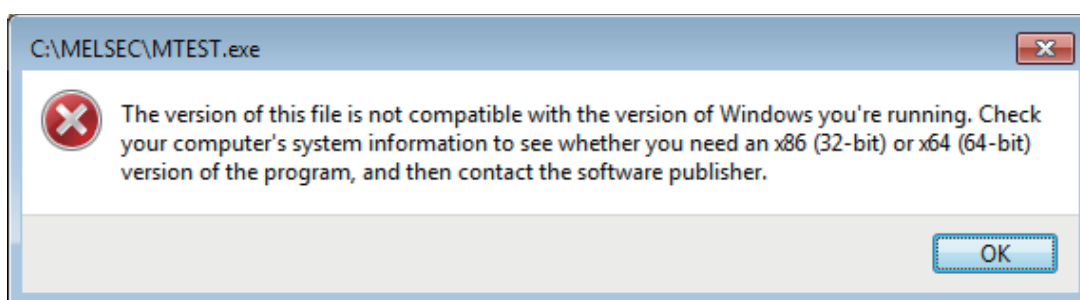 C:\MELSEC\MTEST.exe
The version of this file is not compatible with the version of Windows you're running. Check
your computer's system information to see whether you need an x86 (32-bit) or x64 (64-bit)
version of the program, and then contact the software publisher.
OK